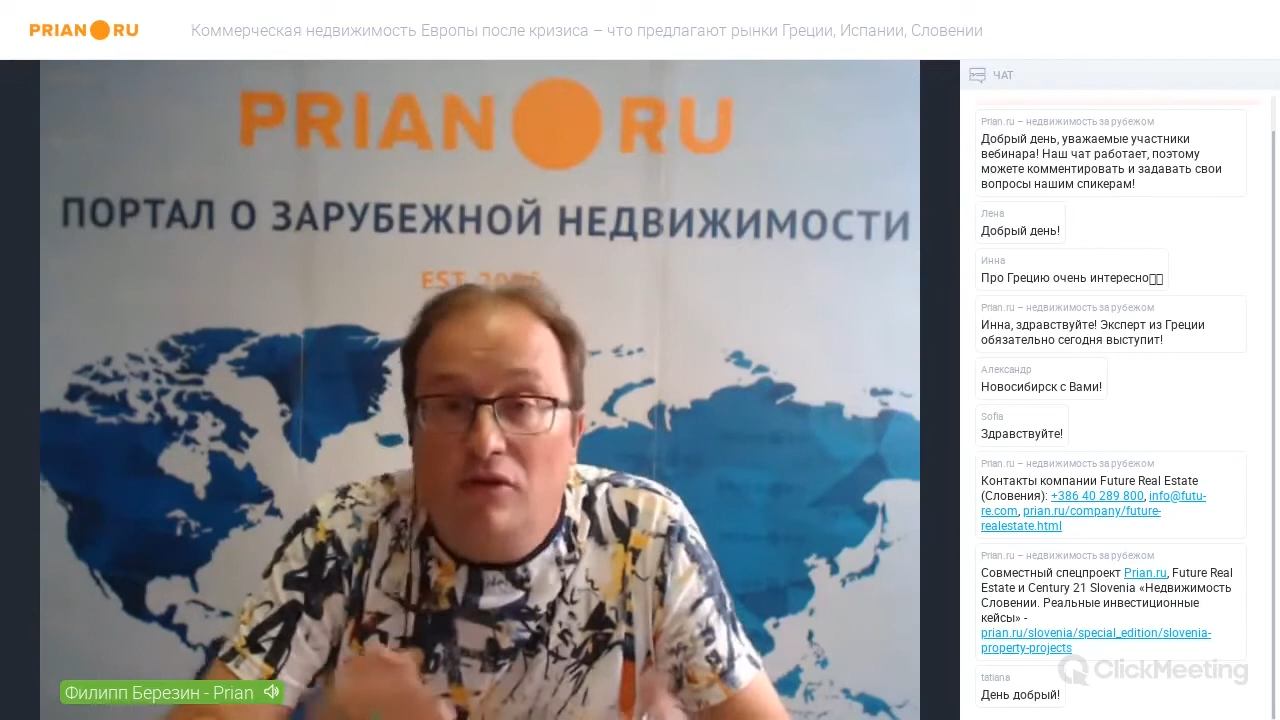 PRIAN RU
Коммерческая недвижимость Европы после кризиса – что предлагают рынки Греции, Испании, Словении
PRIAN RU
ПОРТАЛ О ЗАРУБЕЖНОЙ НЕДВИЖИМОСТИ
EST
Филипп Березин - Prian
ЧАТ
Prian.ru – недвижимость за рубежом
Добрый день, уважаемые участники
вебинара! Наш чат работает, поэтому
можете комментировать и задавать свои
вопросы нашим спикерам!
Лена
Добрый день!
Инна
Про Грецию очень интересно
Prian.ru – недвижимость за рубежом
Инна, здравствуйте! Эксперт из Греции
обязательно сегодня выступит!
Александр
Новосибирск с Вами!
Sofia
Здравствуйте!
Prian.ru – недвижимость за рубежом
Контакты компании Future Real Estate
(Словения): +386 40 289 800, info@futu-
re.com, prian.ru/company/future-
realestate.html
Prian.ru – недвижимость за рубежом
Совместный спецпроект Prian.ru, Future Real
Estate и Century 21 Slovenia «Недвижимость
Словении. Реальные инвестиционные
кейсы» -
prian.ru/slovenia/special_edition/slovenia-
property-projects
ClickMeeting
tatiana
День добрый!